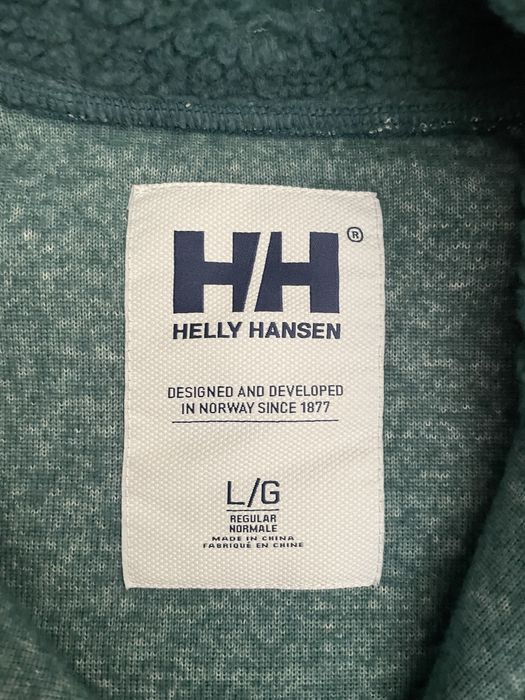 HH®
HELLY HANSEN
DESIGNED AND DEVELOPED
IN NORWAY SINCE 1877
L/G
REGULAR
NORMALE
MADE IN CHINA
FABRIQUÉ EN CHINE